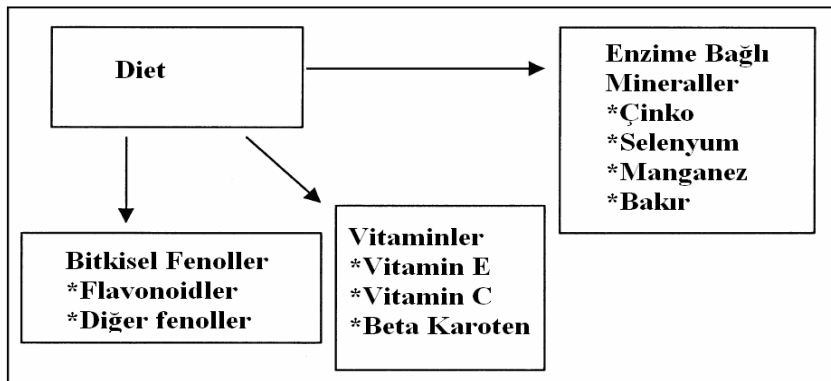 Diet
Enzime Bağlı
Mineraller
*Çinko
*Selenyum
*Manganez
*Bakır
Bitkisel Fenoller
*Flavonoidler
*Diğer fenoller
Vitaminler
*Vitamin E
*Vitamin C
*Beta Karoten